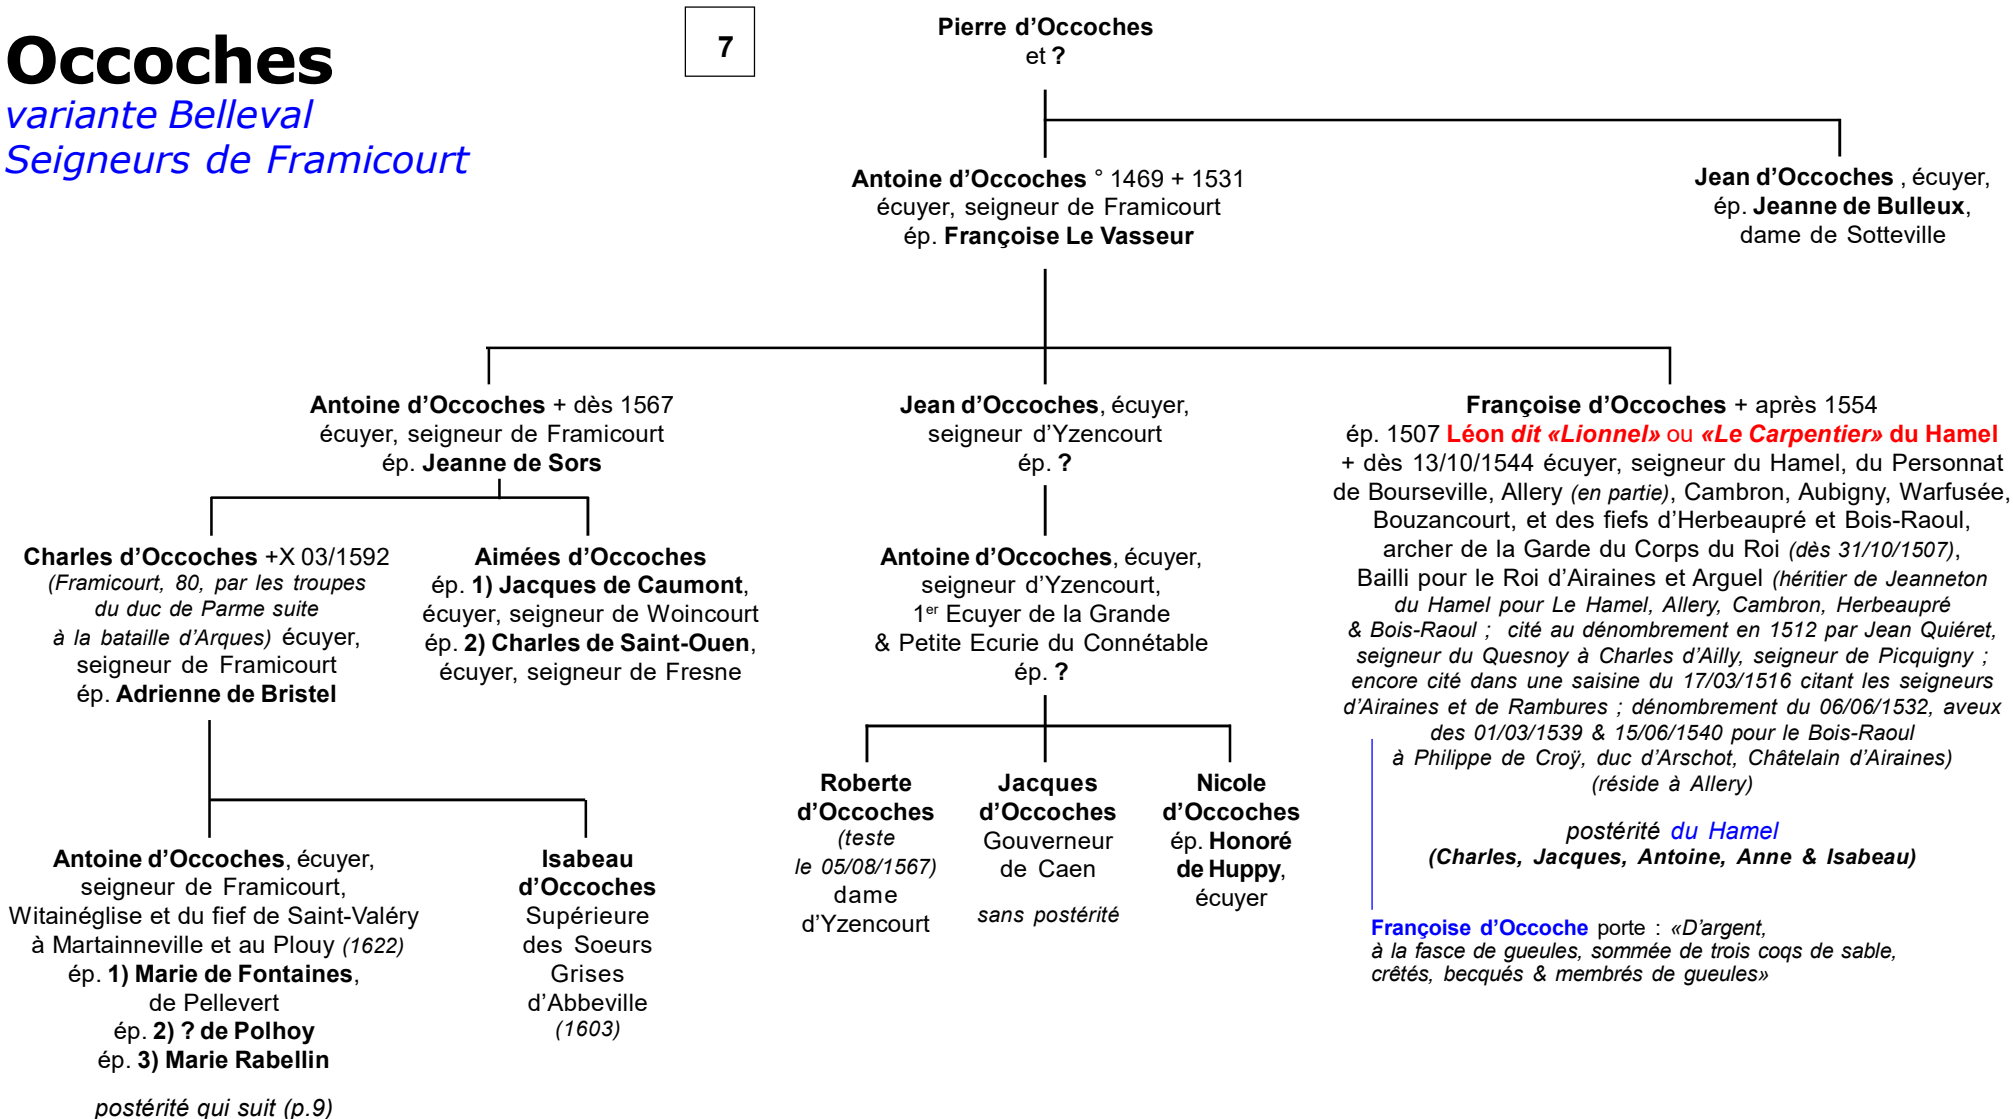 Occoches
variante Belleval
Seigneurs de Framicourt
7
Pierre d’Occoches
et ?
Antoine d’Occoches ° 1469 + 1531
écuyer, seigneur de Framicourt
ép. Françoise Le Vasseur
Jean d’Occoches , écuyer,
ép. Jeanne de Bulleux,
dame de Sotteville
Antoine d’Occoches + dès 1567
écuyer, seigneur de Framicourt
ép. Jeanne de Sors
Jean d’Occoches, écuyer,
seigneur d’Yzencourt
ép. ?
Françoise d’Occoches + après 1554
ép. 1507 Léon dit «Lionnel» ou «Le Carpentier» du Hamel
+ dès 13/10/1544 écuyer, seigneur du Hamel, du Personnat
de Bourseville, Allery (en partie), Cambron, Aubigny, Warfusée,
Bouzancourt, et des fiefs d’Herbeaupré et Bois-Raoul,
archer de la Garde du Corps du Roi (dès 31/10/1507),
Bailli pour le Roi d’Airaines et Arguel (héritier de Jeanneton
du Hamel pour Le Hamel, Allery, Cambron, Herbeaupré
& Bois-Raoul ; cité au dénombrement en 1512 par Jean Quiéret,
seigneur du Quesnoy à Charles d’Ailly, seigneur de Picquigny ;
encore cité dans une saisine du 17/03/1516 citant les seigneurs
d’Airaines et de Rambures ; dénombrement du 06/06/1532, aveux
des 01/03/1539 & 15/06/1540 pour le Bois-Raoul
à Philippe de Croÿ, duc d’Arschot, Châtelain d’Airaines)
(réside à Allery)
postérité du Hamel
(Charles, Jacques, Antoine, Anne & Isabeau)
Charles d’Occoches +X 03/1592
(Framicourt, 80, par les troupes
du duc de Parme suite
à la bataille d’Arques) écuyer,
seigneur de Framicourt
ép. Adrienne de Bristel
Aimées d’Occoches
ép. 1) Jacques de Caumont,
écuyer, seigneur de Woincourt
ép. 2) Charles de Saint-Ouen,
écuyer, seigneur de Fresne
Antoine d’Occoches, écuyer,
seigneur d’Yzencourt,
1er Ecuyer de la Grande
& Petite Ecurie du Connétable
ép. ?
Roberte
d’Occoches
(teste
le 05/08/1567)
dame
d’Yzencourt
Jacques
d’Occoches
Gouverneur
de Caen
sans postérité
Nicole
d’Occoches
ép. Honoré
de Huppy,
écuyer
Antoine d’Occoches, écuyer,
seigneur de Framicourt,
Witainéglise et du fief de Saint-Valéry
à Martainneville et au Plouy (1622)
ép. 1) Marie de Fontaines,
de Pellevert
ép. 2) ? de Polhoy
ép. 3) Marie Rabellin
postérité qui suit (p.9)
Isabeau
d’Occoches
Supérieure
des Soeurs
Grises
d’Abbeville
(1603)
Françoise d’Occoche porte : «D’argent,
à la fasce de gueules, sommée de trois coqs de sable,
crêtés, becqués & membrés de gueules»